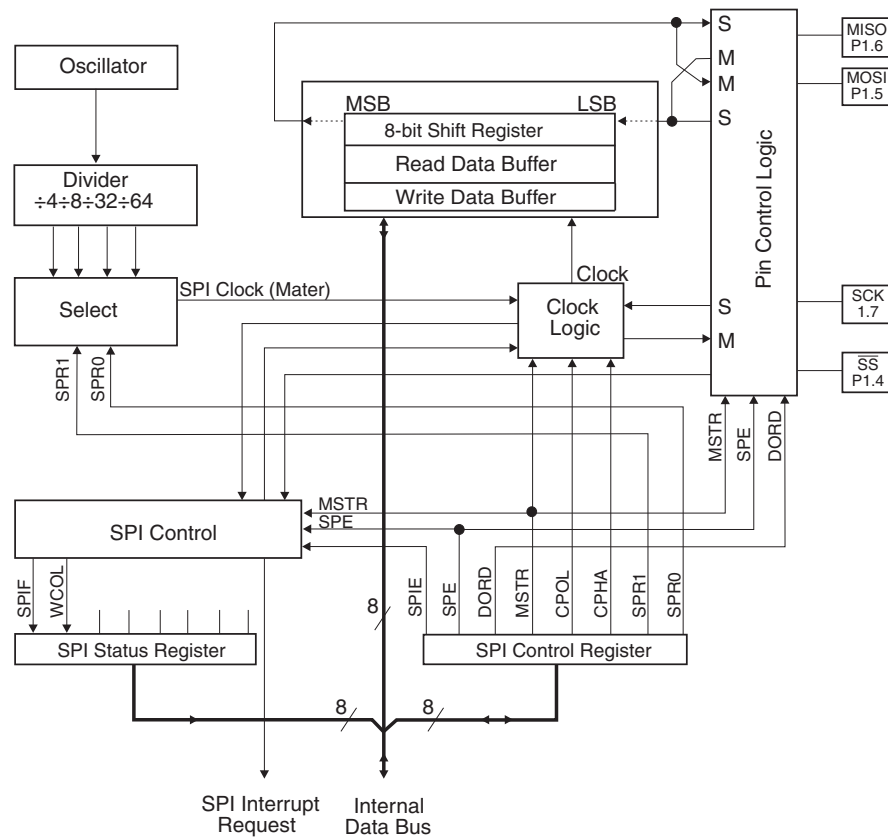 S
MISO
P1.6
M
Oscillator
M
MOSI
P1.5
MSB
LSB
S
8-bit Shift Register
Read Data Buffer
Write Data Buffer
Divider
÷4÷8÷32÷64
Pin Control Logic
Select
SPI Clock (Mater)
Clock
Clock
Logic
S
M
SCK
1.7
SS
P1.4
SPR1
SPR0
MSTR
SPE
DORD
SPI Control
MSTR
SPE
SPIF
WCOL
8
SPIE
SPE
DORD
MSTR
CPOL
CPHA
SPR1
SPR0
SPI Status Register
SPI Control Register
8
8
SPI Interrupt
Request
Internal
Data Bus